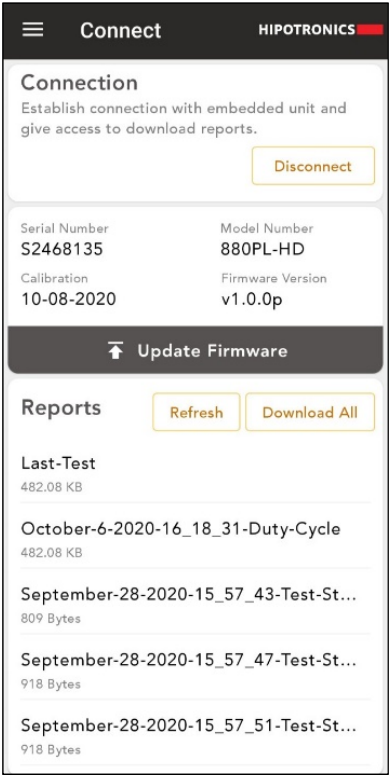 Connect
HIPOTRONICS
Connection
Establish connection with embedded unit and
give access to download reports.
Disconnect
Serial Number Model Number
S2468135 880PL-HD
Calibration Firmware Version
10-08-2020 v1.0.0p
Update Firmware
Reports Refresh Download All
Last-Test
482.08 KB
October-6-2020-16_18_31-Duty-Cycle
482.08 KB
September-28-2020-15_57_43-Test-St...
809 Bytes
September-28-2020-15_57_47-Test-St...
918 Bytes
September-28-2020-15_57_51-Test-St...
918 Bytes